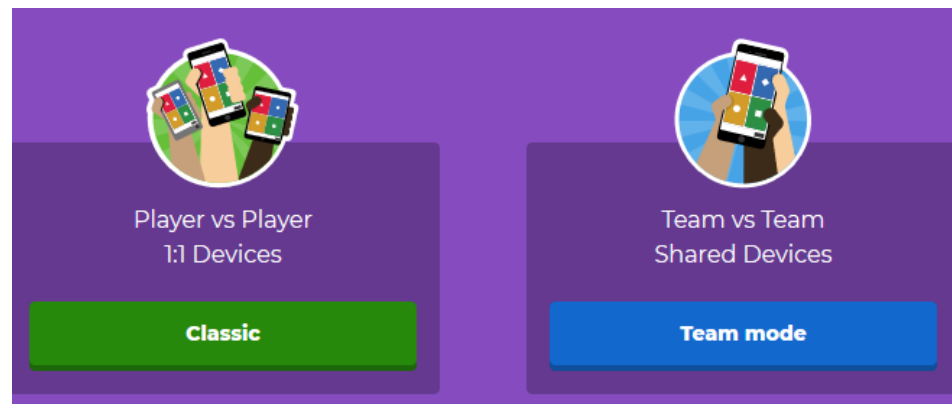 Player vs Player
1:1 Devices
Classic
Team vs Team
Shared Devices
Team mode